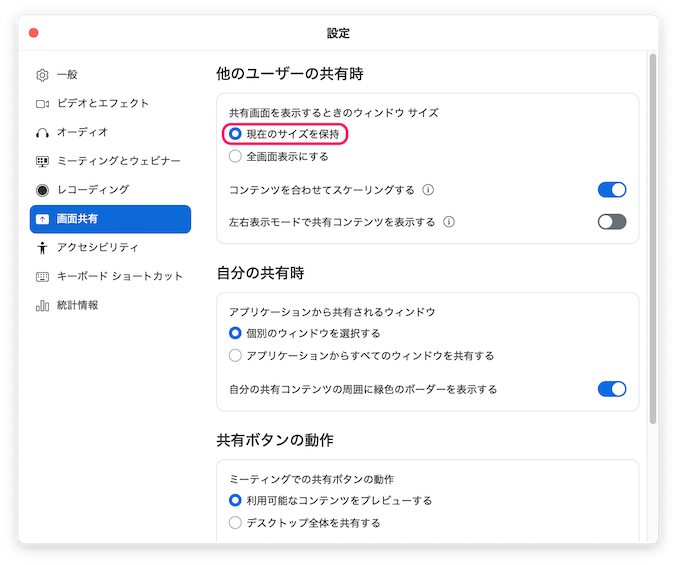 設定
一般
ビデオとエフェクト
オーディオ
ミーティングとウェビナー
レコーディング
画面共有
アクセシビリティ
キーボード ショートカット
統計情報
他のユーザーの共有時
共有画面を表示するときのウィンドウ サイズ
現在のサイズを保持
全画面表示にする
コンテンツを合わせてスケーリングする
左右表示モードで共有コンテンツを表示する
自分の共有時
アプリケーションから共有されるウィンドウ
個別のウィンドウを選択する
アプリケーションからすべてのウィンドウを共有する
自分の共有コンテンツの周囲に緑色のボーダーを表示する
共有ボタンの動作
ミーティングでの共有ボタンの動作
利用可能なコンテンツをプレビューする
デスクトップ全体を共有する